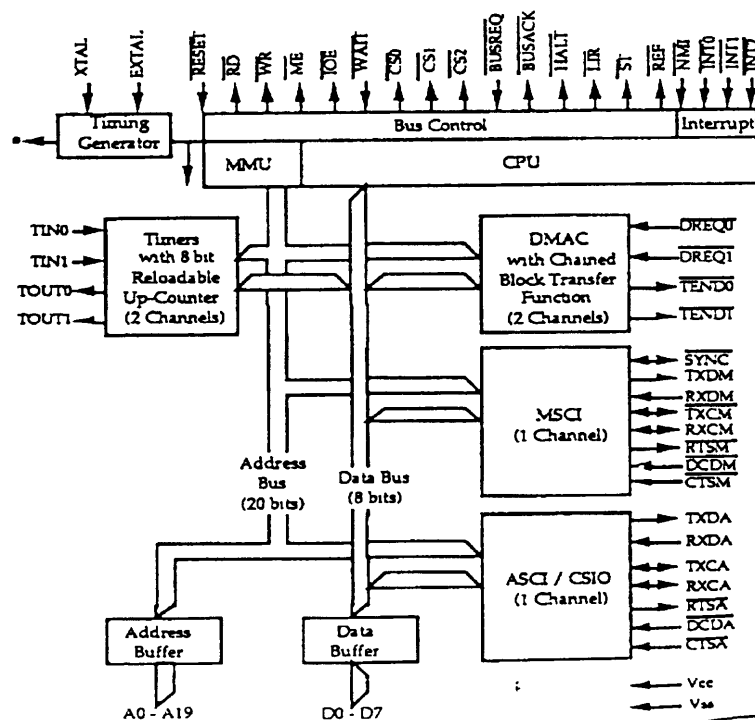 XTAL
EXTAL
RESET
RD
WR
ME
IOE
WAIT
CS0
CS1
CS2
BUSREQ
BUSACK
HALT
LIR
ST
REF
NMI
INT0
INT1
INT2
Timing
Generator
Bus Control
Interrupt
MMU
CPU
TIN0
TIN1
TOUT0
TOUT1
Timers
with 8 bit
Reloadable
Up-Counter
(2 Channels)
DMAC
with Chained
Block Transfer
Function
(2 Channels)
DREQ0
DREQ1
TEND0
TEND1
MSCI
(1 Channel)
SYNC
TXDM
RXDM
TXCM
RXCM
RTSM
DCDM
CTSM
Address
Bus
(20 bits)
Data Bus
(8 bits)
ASCI / CSIO
(1 Channel)
TXDA
RXDA
TXCA
RXCA
RTSA
DCDA
CTSA
Address
Buffer
Data
Buffer
Vcc
Vss
A0 - A19
D0 - D7